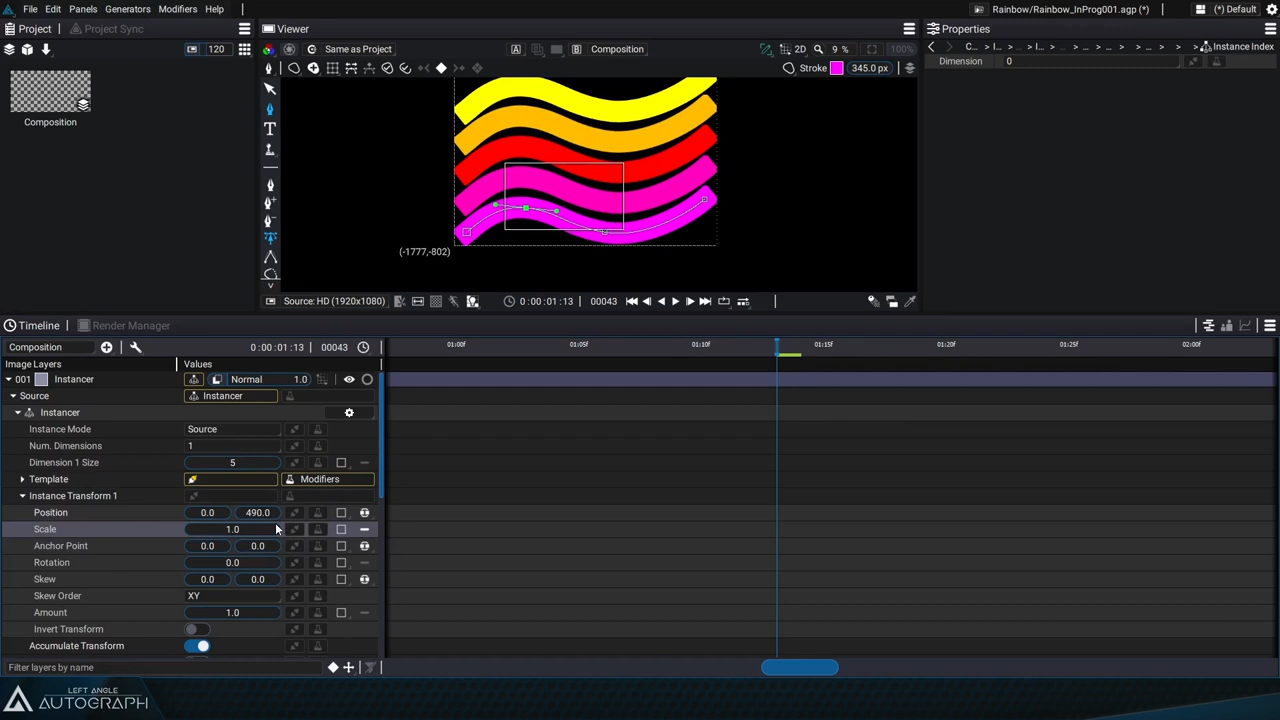 File Edit Panels Generators Modifiers Help
Rainbow/Rainbow_InProg001.agp (*)
(*) Default
Project
Project Sync
Viewer
Properties
120
Same as Project
A
B
Composition
2D
9 %
100%
C... I... ... I... ... ... ... ... ... ... Instance Index
Dimension
0
Stroke
345.0 px
Composition
(-1777,-802)
Source: HD (1920x1080)
0:00:01:13
00043
Timeline
Render Manager
Composition
0:00:01:13
00043
01:00f
01:05f
01:10f
01:15f
01:20f
01:25f
02:00f
Image Layers
Values
001
Instancer
Normal
1.0
Source
Instancer
Instancer
Instance Mode
Source
Num. Dimensions
1
Dimension 1 Size
5
Template
Modifiers
Instance Transform 1
Position
0.0
490.0
Scale
1.0
Anchor Point
0.0
0.0
Rotation
0.0
Skew
0.0
0.0
Skew Order
XY
Amount
1.0
Invert Transform
Accumulate Transform
Filter layers by name
LEFT ANGLE
AUTOGRAPH